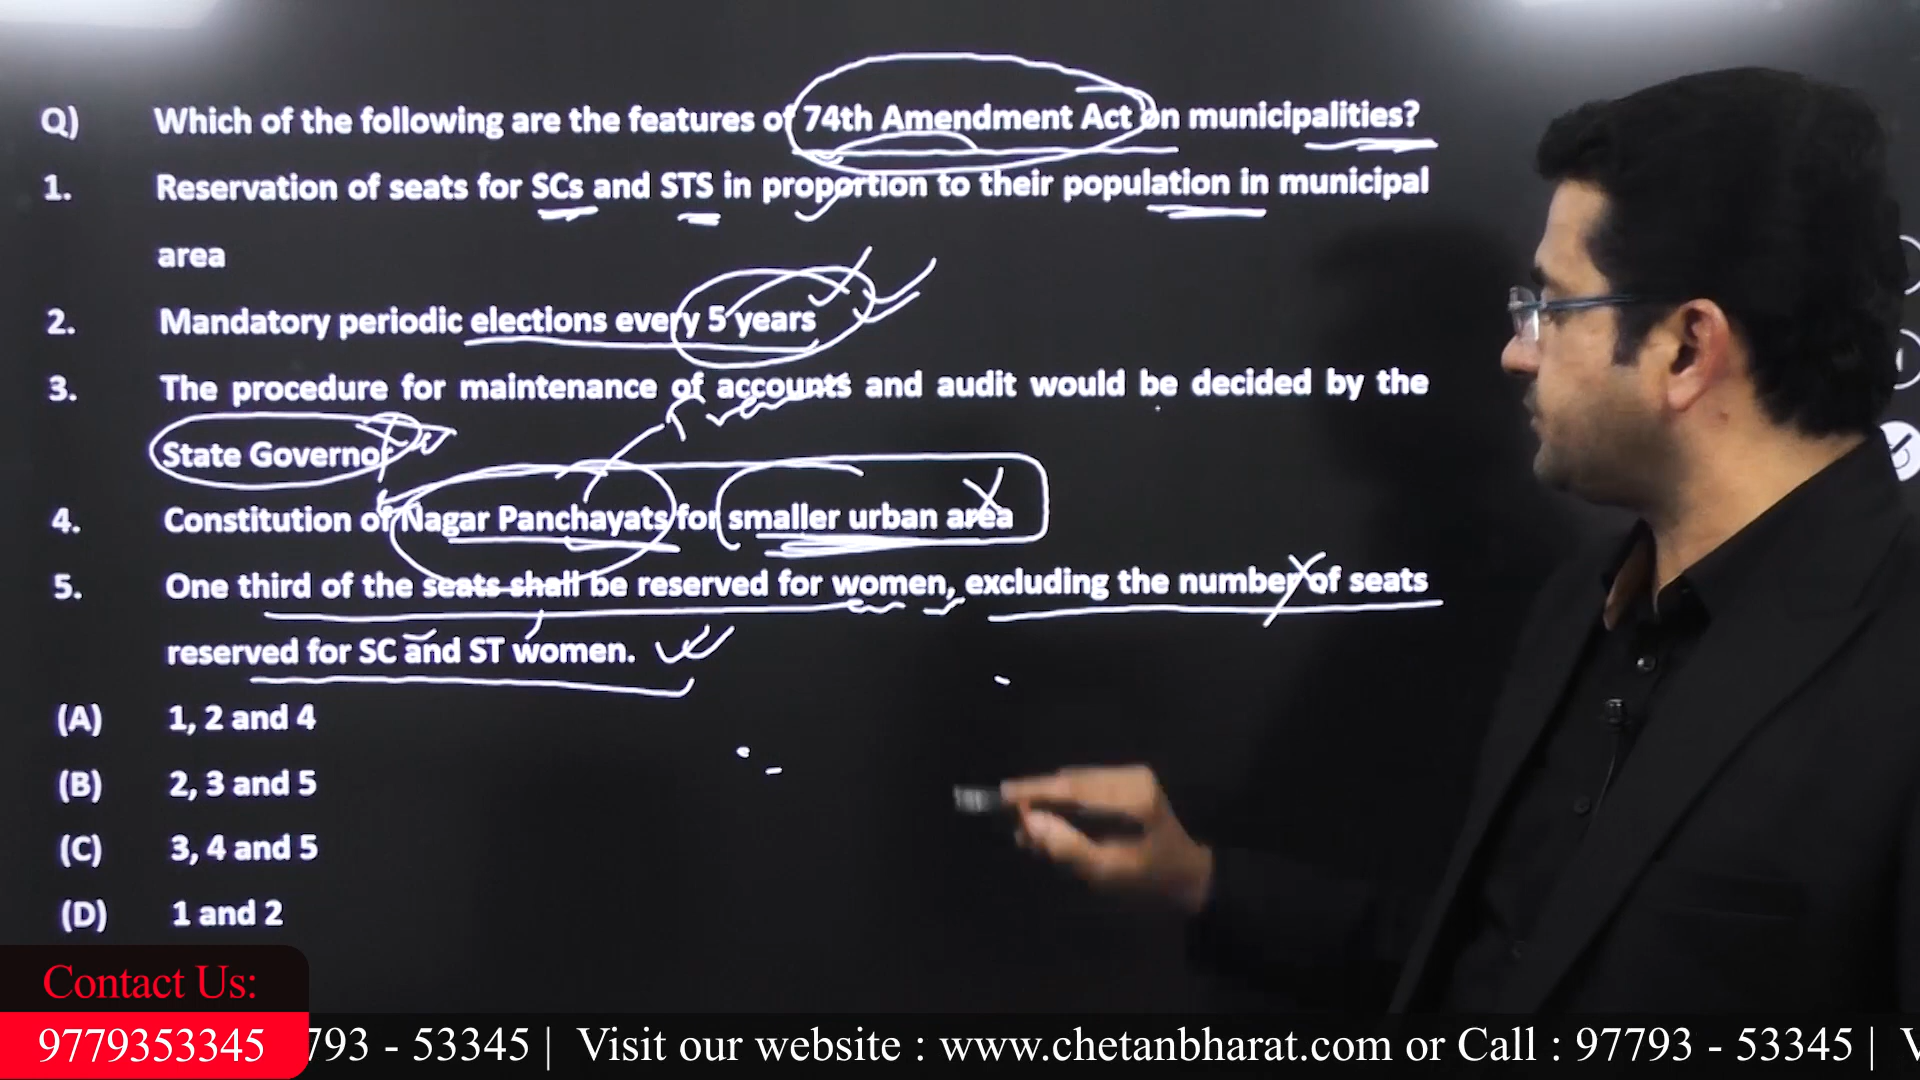 Q) Which of the following are the features of 74th Amendment Act on municipalities?
1. Reservation of seats for SCs and STS in proportion to their population in municipal
area
2. Mandatory periodic elections every 5 years
3. The procedure for maintenance of accounts and audit would be decided by the
State Governor
4. Constitution of Nagar Panchayats for smaller urban area
5. One third of the seats shall be reserved for women, excluding the number of seats
reserved for SC and ST women.
(A) 1, 2 and 4
(B) 2, 3 and 5
(C) 3, 4 and 5
(D) 1 and 2
Contact Us:
9779353345
793 - 53345 | Visit our website : www.chetanbharat.com or Call : 97793 - 53345 |